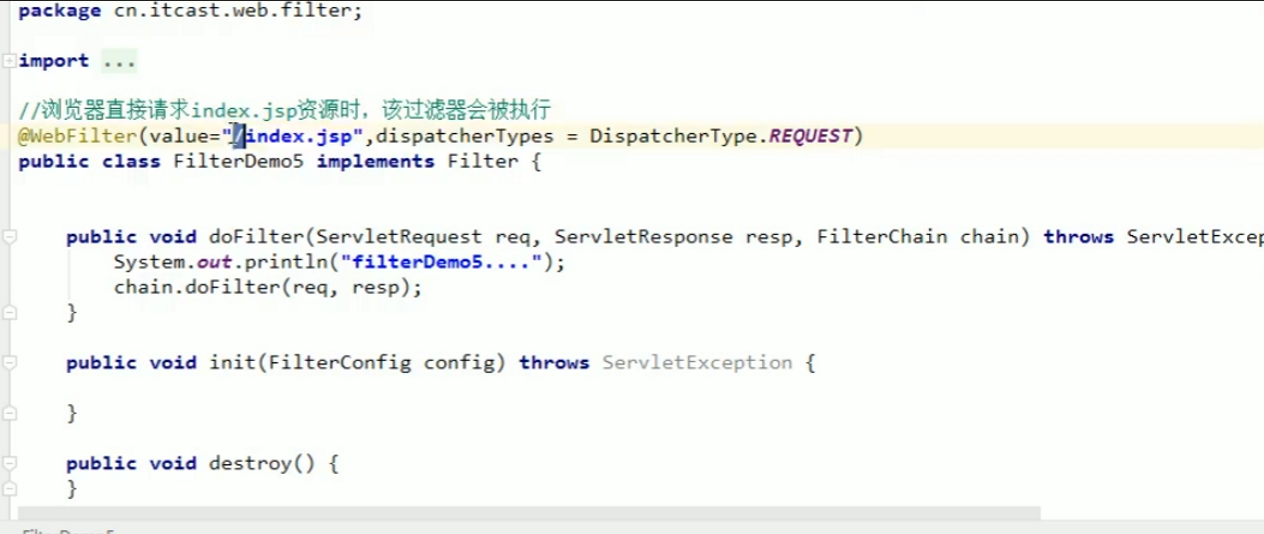 package cn.itcast.web.filter;
import ...
//浏览器直接请求index.jsp资源时，该过滤器会被执行
@WebFilter(value="/index.jsp",dispatcherTypes = DispatcherType.REQUEST)
public class FilterDemo5 implements Filter {
public void doFilter(ServletRequest req, ServletResponse resp, FilterChain chain) throws ServletExcep
System.out.println("filterDemo5....");
chain.doFilter(req, resp);
}
public void init(FilterConfig config) throws ServletException {
}
public void destroy() {
}